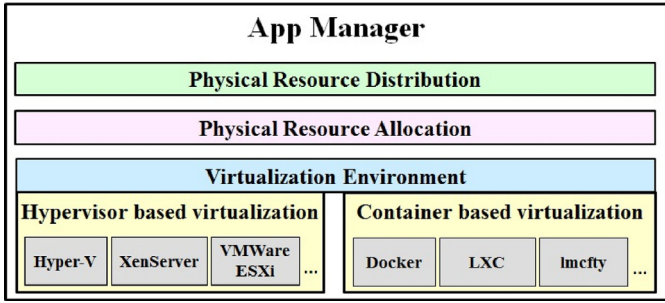 App Manager
Physical Resource Distribution
Physical Resource Allocation
Virtualization Environment
Hypervisor based virtualization
Hyper-V
XenServer
VMWare
ESXi
...
Container based virtualization
Docker
LXC
lmcfty
...